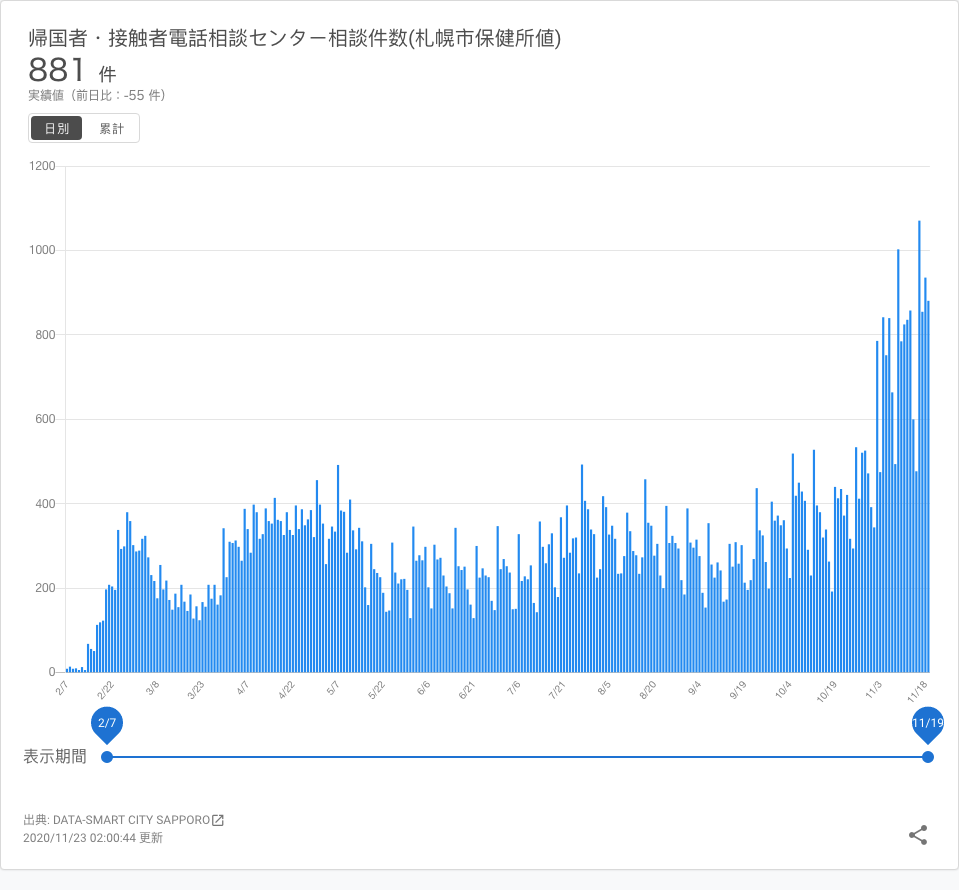 帰国者・接触者電話相談センター相談件数(札幌市保健所値)
881 件
実績値（前日比：-55 件）
日別 累計
1200
1000
800
600
400
200
0
2/7 2/22 3/8 3/23 4/7 4/22 5/7 5/22 6/6 6/21 7/6 7/21 8/5 8/20 9/4 9/19 10/4 10/19 11/3 11/18
2/7 11/19
表示期間
出典: DATA-SMART CITY SAPPORO
2020/11/23 02:00:44 更新